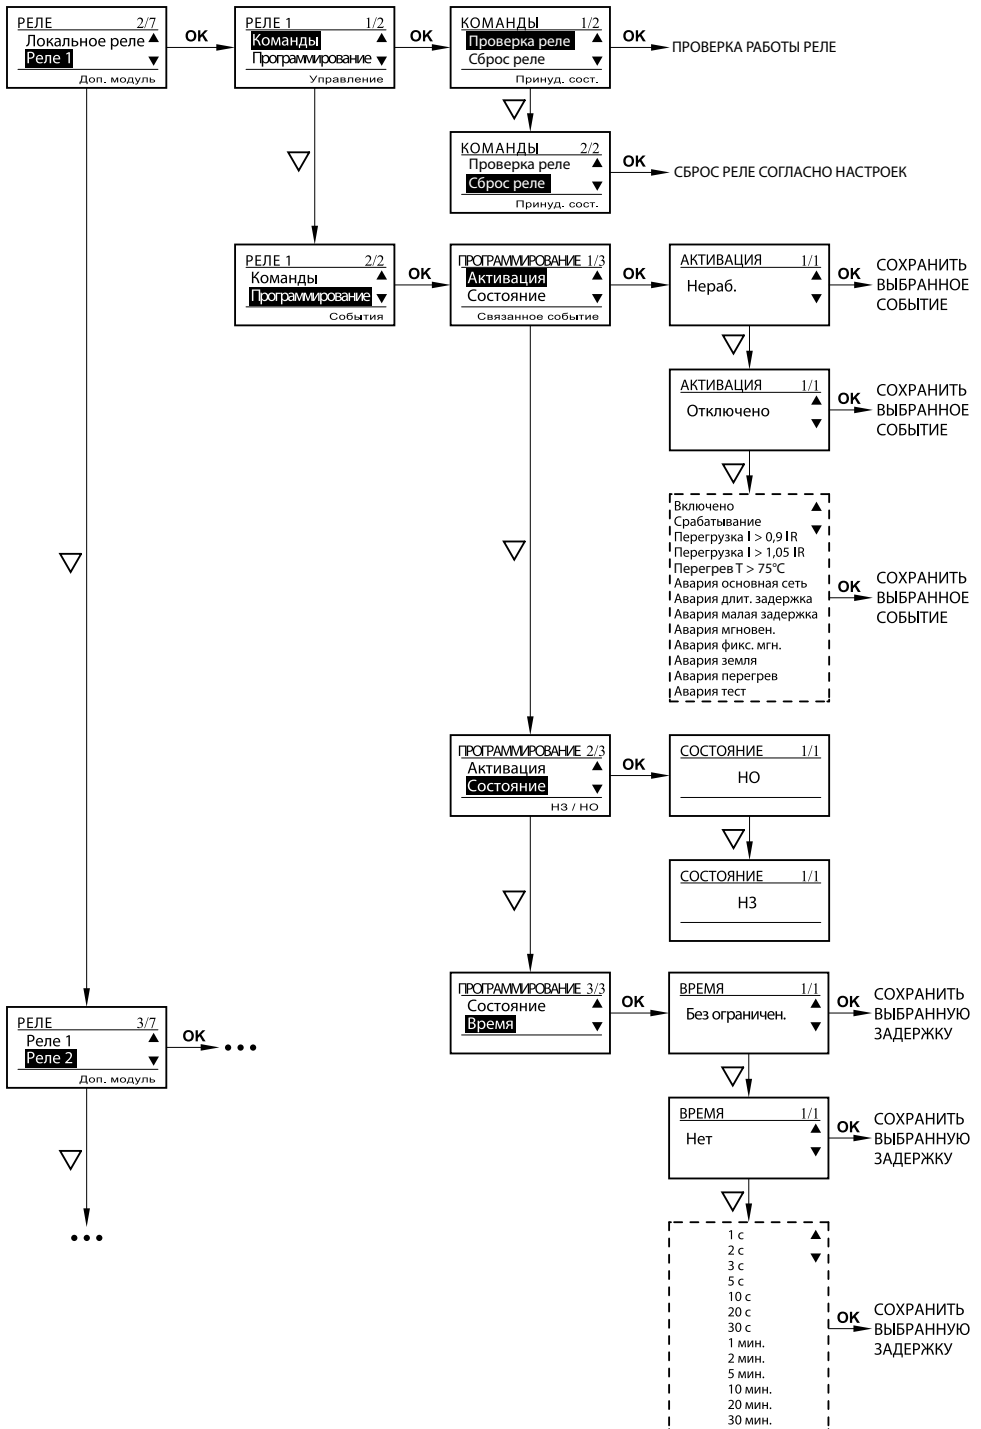 РЕЛЕ 2/7
Локальное реле
Реле 1
Доп. модуль
OK
РЕЛЕ 1 1/2
Команды
Программирование
Управление
OK
КОМАНДЫ 1/2
Проверка реле
Сброс реле
Принуд. сост.
OK
ПРОВЕРКА РАБОТЫ РЕЛЕ
КОМАНДЫ 2/2
Проверка реле
Сброс реле
Принуд. сост.
OK
СБРОС РЕЛЕ СОГЛАСНО НАСТРОЕК
РЕЛЕ 1 2/2
Команды
Программирование
События
OK
ПРОГРАММИРОВАНИЕ 1/3
Активация
Состояние
Связанное событие
OK
АКТИВАЦИЯ 1/1
Нераб.
OK
СОХРАНИТЬ
ВЫБРАННОЕ
СОБЫТИЕ
АКТИВАЦИЯ 1/1
Отключено
OK
СОХРАНИТЬ
ВЫБРАННОЕ
СОБЫТИЕ
Включено
Срабатывание
Перегрузка I > 0,9 IR
Перегрузка I > 1,05 IR
Перегрев T > 75°C
Авария основная сеть
Авария длит. задержка
Авария малая задержка
Авария мгновен.
Авария фикс. мгн.
Авария земля
Авария перегрев
Авария тест
OK
СОХРАНИТЬ
ВЫБРАННОЕ
СОБЫТИЕ
ПРОГРАММИРОВАНИЕ 2/3
Активация
Состояние
НЗ / НО
OK
СОСТОЯНИЕ 1/1
НО
СОСТОЯНИЕ 1/1
НЗ
ПРОГРАММИРОВАНИЕ 3/3
Состояние
Время
OK
ВРЕМЯ 1/1
Без ограничен.
OK
СОХРАНИТЬ
ВЫБРАННУЮ
ЗАДЕРЖКУ
РЕЛЕ 3/7
Реле 1
Реле 2
Доп. модуль
OK
•••
•••
ВРЕМЯ 1/1
Нет
OK
СОХРАНИТЬ
ВЫБРАННУЮ
ЗАДЕРЖКУ
1 с
2 с
3 с
5 с
10 с
20 с
30 с
1 мин.
2 мин.
5 мин.
10 мин.
20 мин.
30 мин.
OK
СОХРАНИТЬ
ВЫБРАННУЮ
ЗАДЕРЖКУ